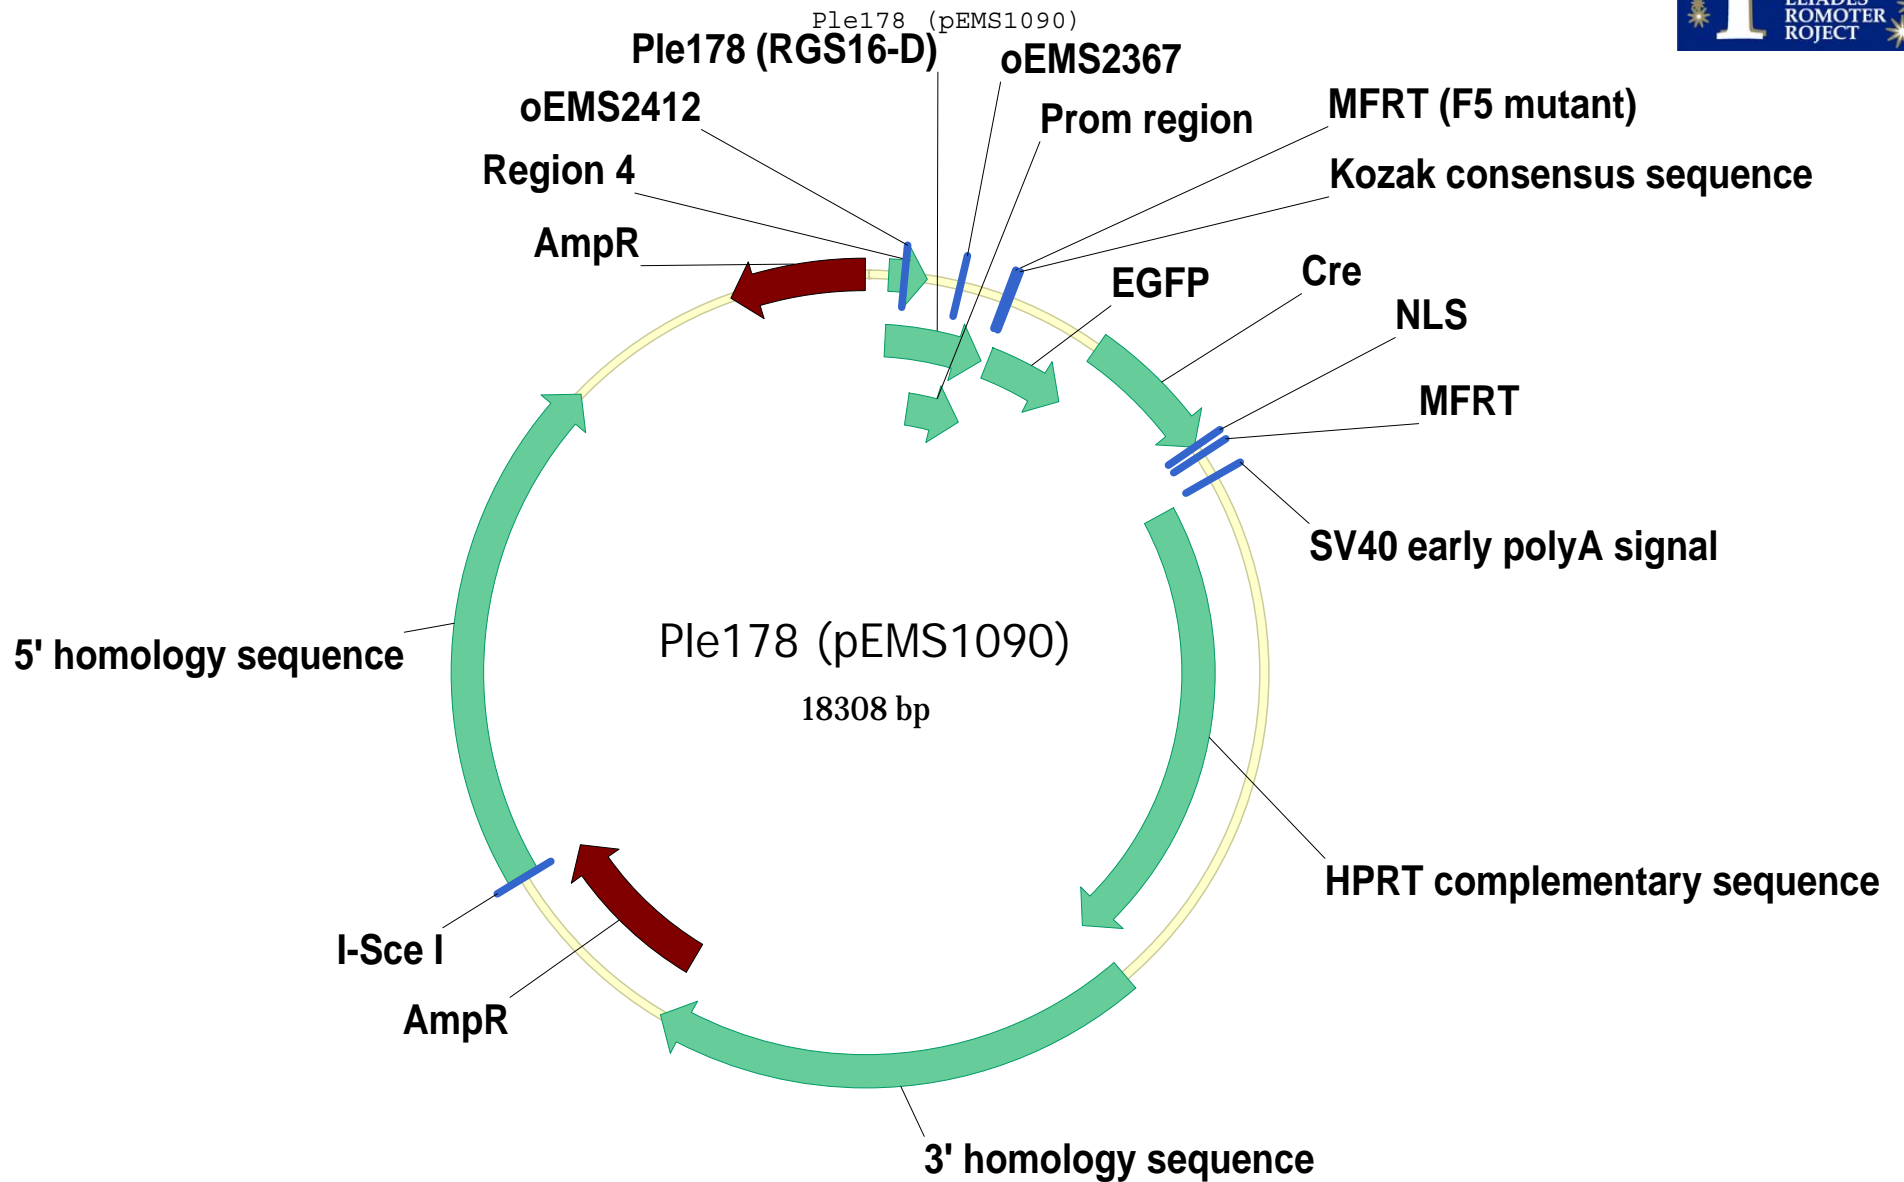 Ple178 (pEMS1090)
ELIADES
ROMOTER
ROJECT
Ple178 (RGS16-D)
oEMS2367
oEMS2412
Prom region
MFRT (F5 mutant)
Region 4
Kozak consensus sequence
AmpR
EGFP
Cre
NLS
MFRT
SV40 early polyA signal
5' homology sequence
Ple178 (pEMS1090)
18308 bp
HPRT complementary sequence
I-Sce I
AmpR
3' homology sequence